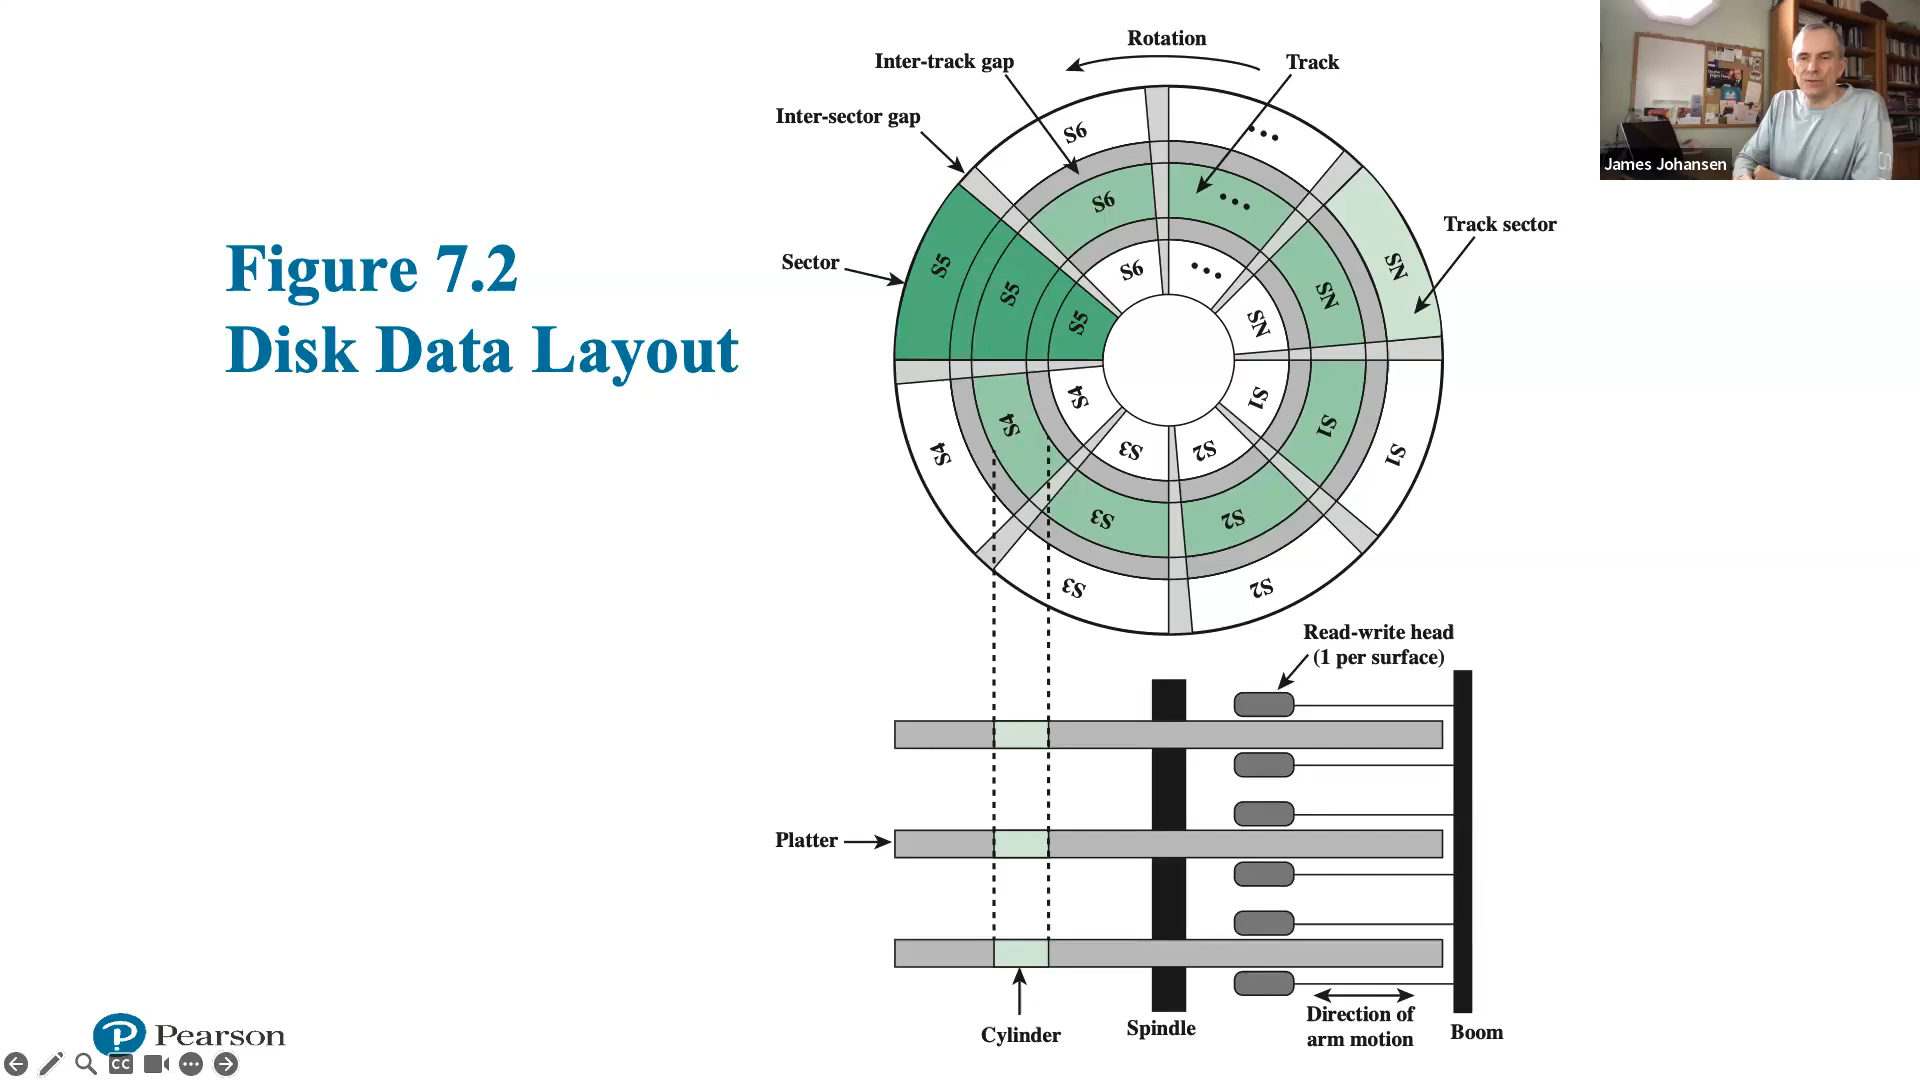 Figure 7.2
Disk Data Layout
Rotation
Inter-track gap
Track
Inter-sector gap
Track sector
Sector
S6
• • •
S6
• • •
S6
• • •
SN
SN
SN
S5
S5
S5
S4
S4
S4
S1
S1
S1
S3
S2
S3
S2
S3
S2
Read-write head
(1 per surface)
Platter
Cylinder
Spindle
Direction of
arm motion
Boom
James Johansen
P Pearson
CC